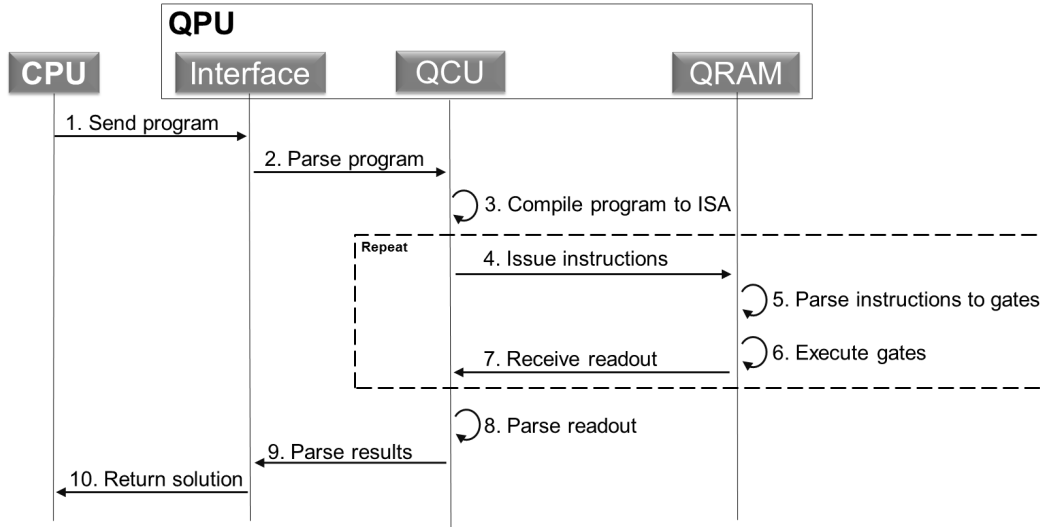 QPU
CPU
Interface
QCU
QRAM
1. Send program
2. Parse program
3. Compile program to ISA
Repeat
4. Issue instructions
5. Parse instructions to gates
6. Execute gates
7. Receive readout
8. Parse readout
9. Parse results
10. Return solution